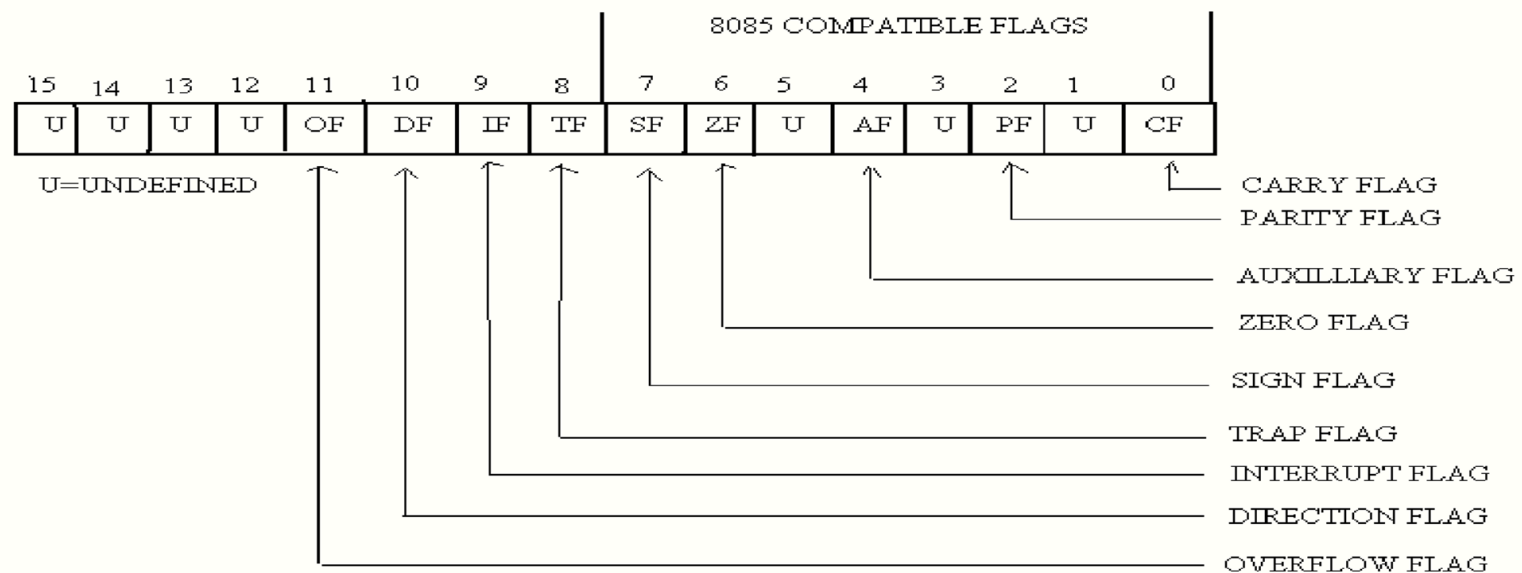 8085 COMPATIBLE FLAGS
15 14 13 12 11 10 9 8 7 6 5 4 3 2 1 0
U U U U OF DF IF TF SF ZF U AF U PF U CF
U=UNDEFINED
CARRY FLAG
PARITY FLAG
AUXILLIARY FLAG
ZERO FLAG
SIGN FLAG
TRAP FLAG
INTERRUPT FLAG
DIRECTION FLAG
OVERFLOW FLAG